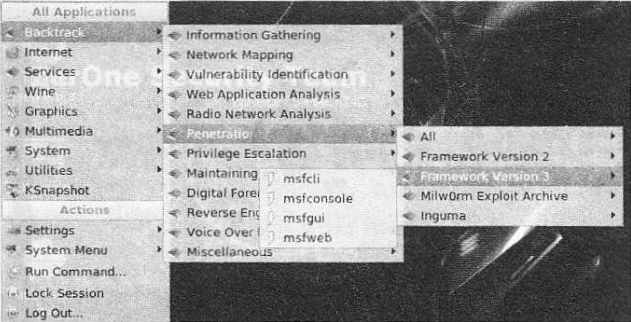 All Applications
Backtrack
Internet
Services
Wine
Graphics
Multimedia
System
Utilities
KSnapshot
Actions
Settings
System Menu
Run Command...
Lock Session
Log Out...
One
Information Gathering
Network Mapping
Vulnerability Identification
Web Application Analysis
Radio Network Analysis
Penetration
Privilege Escalation
Maintaining
Digital Fore
Reverse Eng
Voice Over
Miscellaneous
msfcli
msfconsole
msfgui
msfweb
All
Framework Version 2
Framework Version 3
Milw0rm Exploit Archive
Inguma